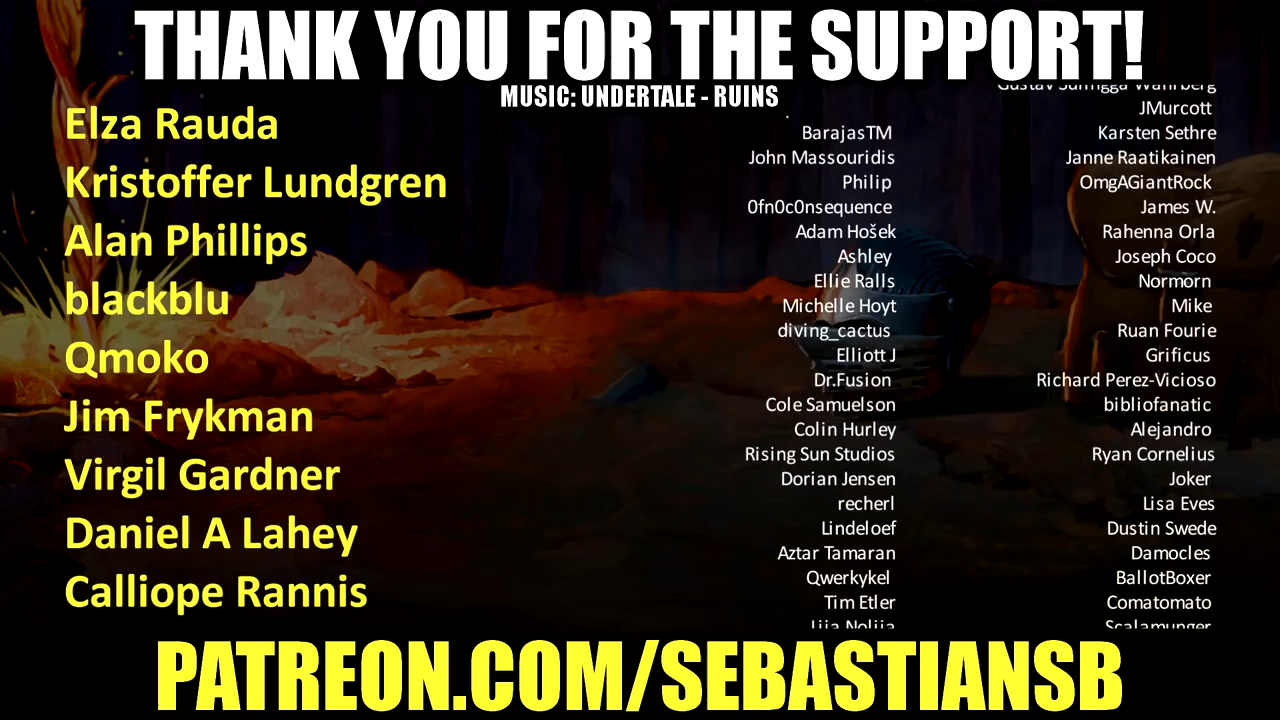 THANK YOU FOR THE SUPPORT!
MUSIC: UNDERTALE - RUINS
Elza Rauda
Kristoffer Lundgren
Alan Phillips
blackblu
Qmoko
Jim Frykman
Virgil Gardner
Daniel A Lahey
Calliope Rannis
BarajasTM
John Massouridis
Philip
0fn0c0nsequence
Adam Hošek
Ashley
Ellie Ralls
Michelle Hoyt
diving_cactus
Elliott J
Dr.Fusion
Cole Samuelson
Colin Hurley
Rising Sun Studios
Dorian Jensen
recherl
Lindeloef
Aztar Tamaran
Qwerkykel
Tim Etler
JMurcott
Karsten Sethre
Janne Raatikainen
OmgAGiantRock
James W.
Rahenna Orla
Joseph Coco
Normorn
Mike
Ruan Fourie
Grificus
Richard Perez-Vicioso
bibliofanatic
Alejandro
Ryan Cornelius
Joker
Lisa Eves
Dustin Swede
Damocles
BallotBoxer
Comatomato
PATREON.COM/SEBASTIANSB